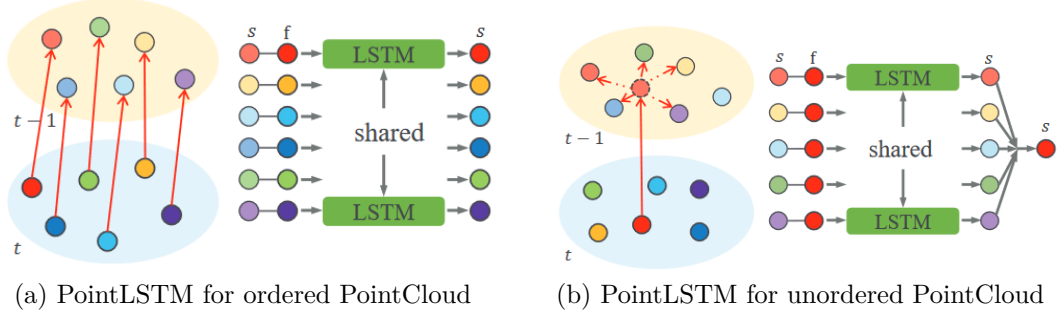 s f s
LSTM
t − 1
shared
LSTM
t
(a) PointLSTM for ordered PointCloud
s f s
LSTM
t − 1
shared
s
LSTM
t
(b) PointLSTM for unordered PointCloud